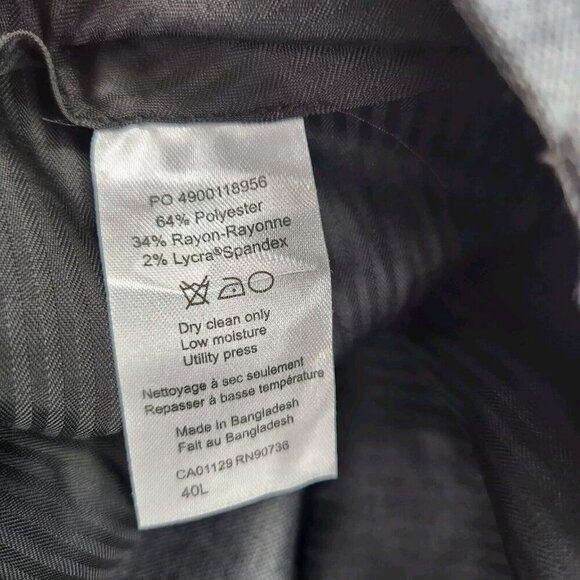 PO 4900118956
64% Polyester
34% Rayon-Rayonne
2% Lycra®Spandex
Dry clean only
Low moisture
Utility press
Nettoyage à sec seulement
Repasser à basse température
Made in Bangladesh
Fait au Bangladesh
CA01129 RN90736
40L